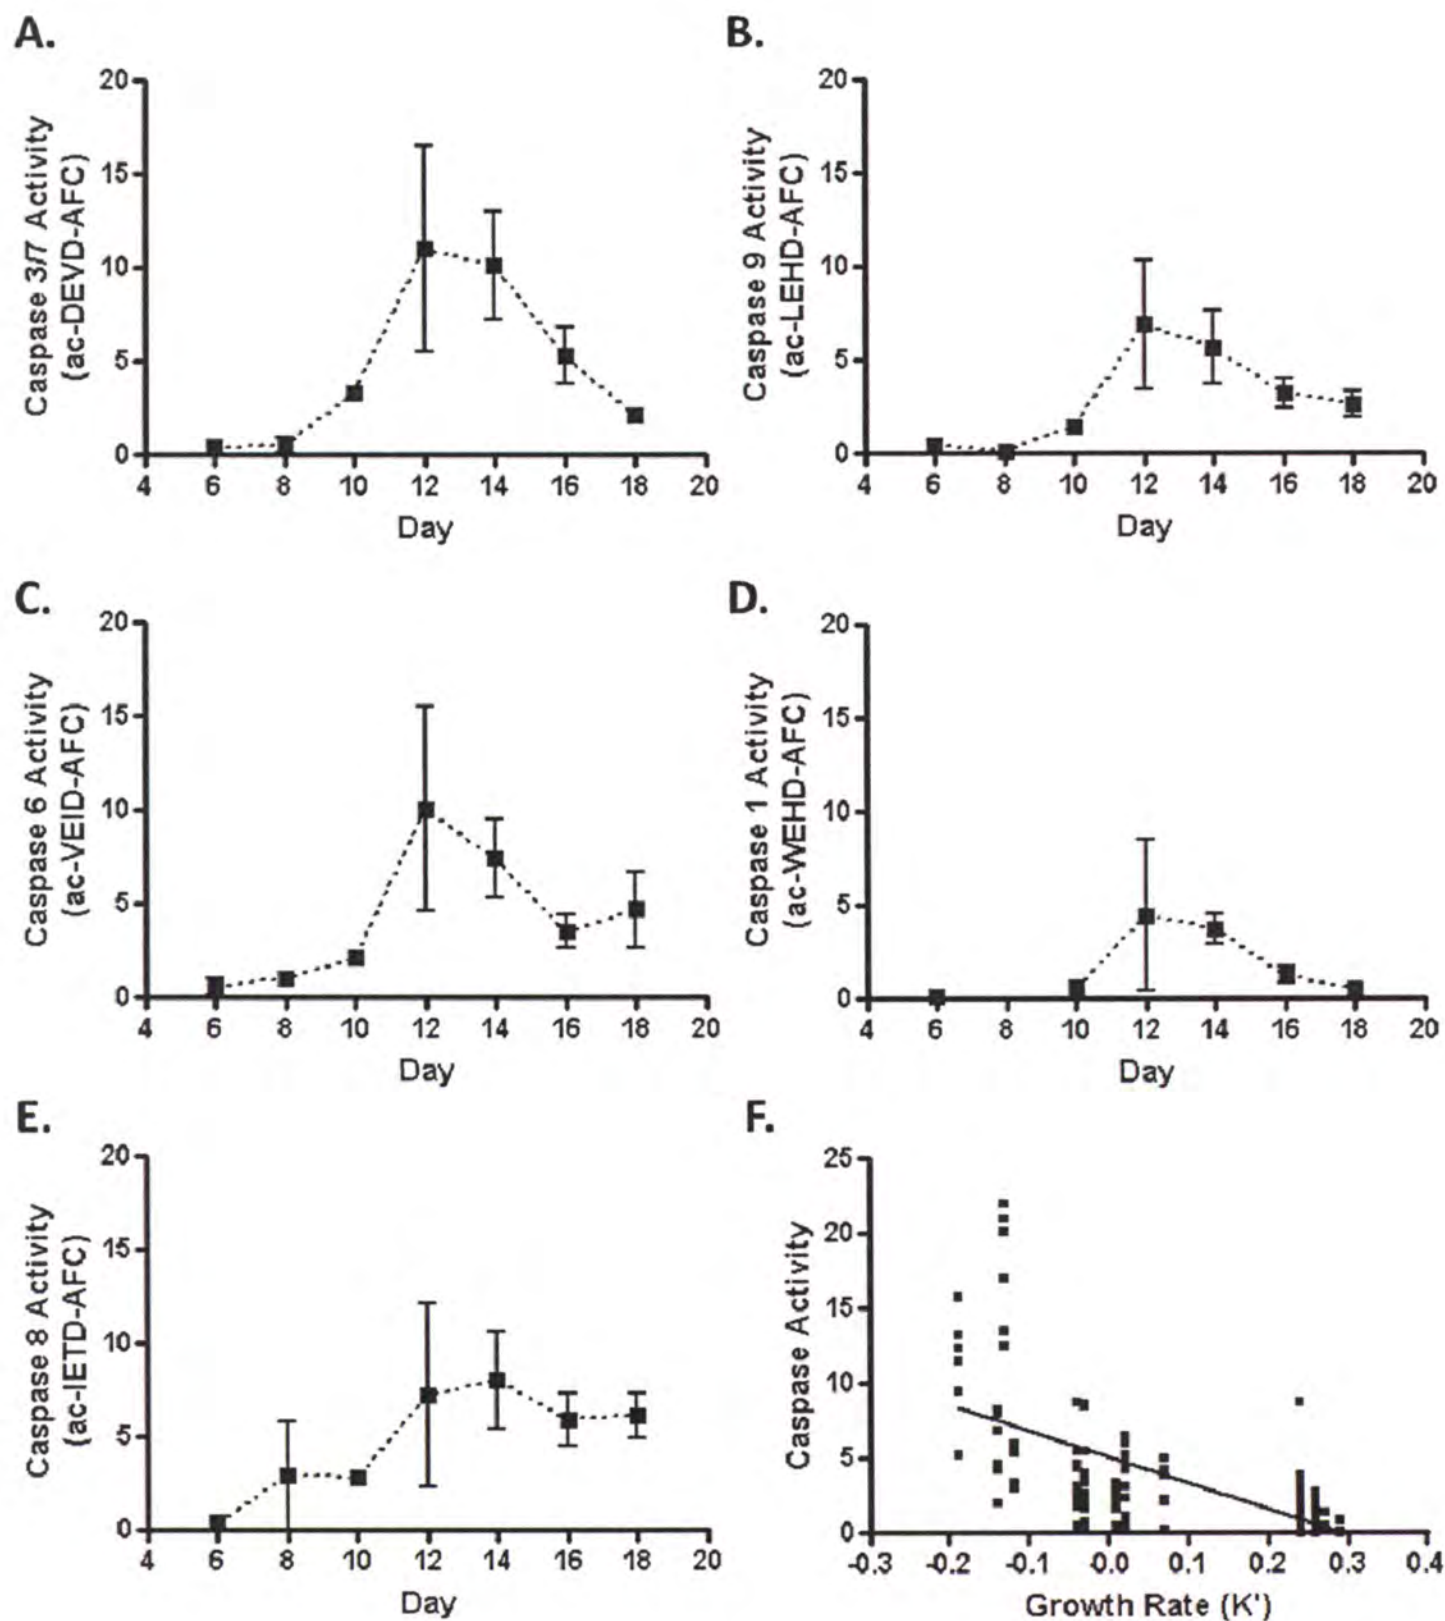 A.
20
15
10
5
0
4 6 8 10 12 14 16 18 20
Day
Caspase 3/7 Activity
(ac-DEVD-AFC)
B.
20
15
10
5
0
4 6 8 10 12 14 16 18 20
Day
Caspase 9 Activity
(ac-LEHD-AFC)
C.
20
15
10
5
0
4 6 8 10 12 14 16 18 20
Day
Caspase 6 Activity
(ac-VEID-AFC)
D.
20
15
10
5
0
4 6 8 10 12 14 16 18 20
Day
Caspase 1 Activity
(ac-WEHD-AFC)
E.
20
15
10
5
0
4 6 8 10 12 14 16 18 20
Day
Caspase 8 Activity
(ac-IETD-AFC)
F.
25
20
15
10
5
0
-0.3 -0.2 -0.1 0.0 0.1 0.2 0.3 0.4
Growth Rate (K')
Caspase Activity